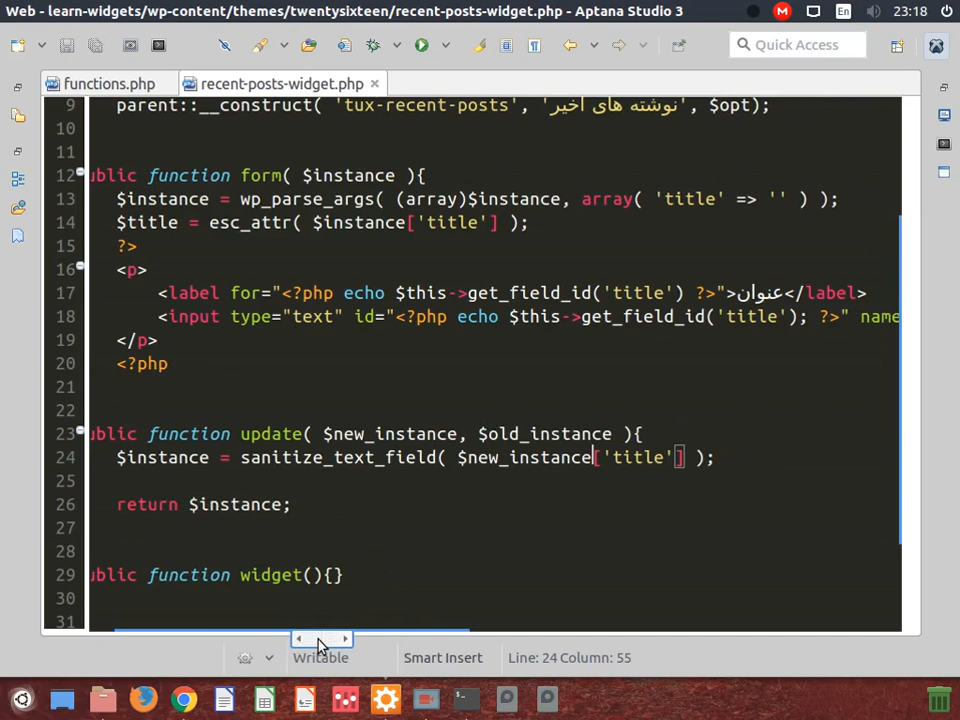 Web - learn-widgets/wp-content/themes/twentysixteen/recent-posts-widget.php - Aptana Studio 3
En
23:18
Quick Access
functions.php
recent-posts-widget.php
9 parent::__construct( 'tux-recent-posts', 'نوشته های اخیر', $opt);
10
11
12 ublic function form( $instance ){
13 $instance = wp_parse_args( (array)$instance, array( 'title' => '' ) );
14 $title = esc_attr( $instance['title'] );
15 ?>
16 <p>
17 <label for="<?php echo $this->get_field_id('title') ?>">عنوان</label>
18 <input type="text" id="<?php echo $this->get_field_id('title'); ?>" name
19 </p>
20 <?php
21
22
23 ublic function update( $new_instance, $old_instance ){
24 $instance = sanitize_text_field( $new_instance['title'] );
25
26 return $instance;
27
28
29 ublic function widget(){}
30
31
Writable
Smart Insert
Line: 24 Column: 55